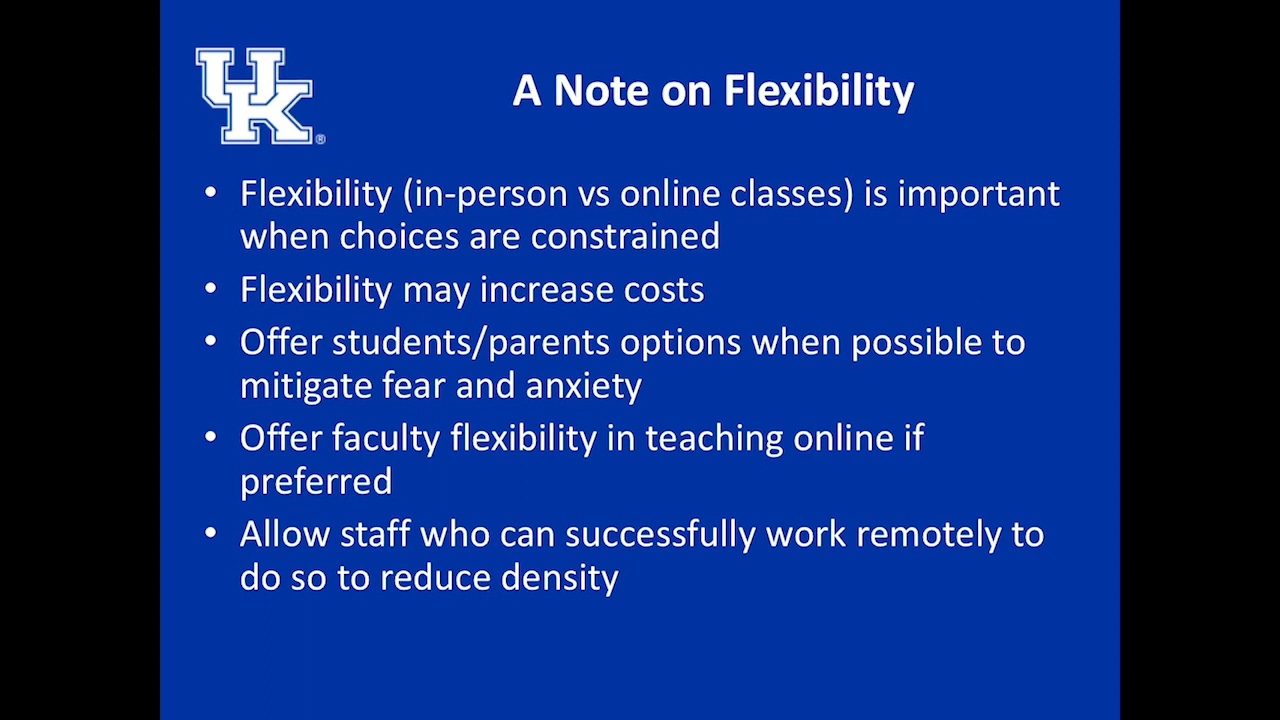 UK®
A Note on Flexibility
• Flexibility (in-person vs online classes) is important
when choices are constrained
• Flexibility may increase costs
• Offer students/parents options when possible to
mitigate fear and anxiety
• Offer faculty flexibility in teaching online if
preferred
• Allow staff who can successfully work remotely to
do so to reduce density